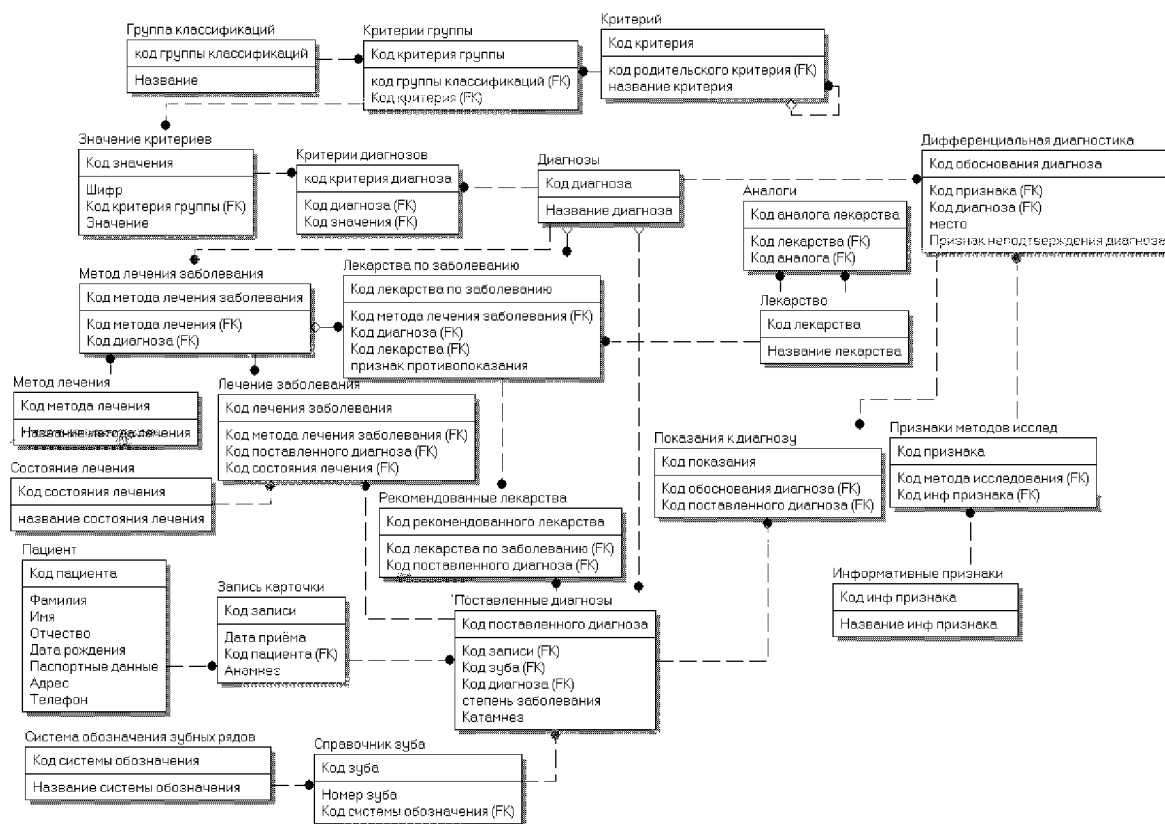 Группа классификаций
код группы классификаций
Название
Критерии группы
Код критерия группы
код группы классификаций (FK)
Код критерия (FK)
Критерий
Код критерия
код родительского критерия (FK)
название критерия
Значение критериев
Код значения
Шифр
Код критерия группы (FK)
Значение
Критерии диагнозов
код критерия диагноза
Код диагноза (FK)
Код значения (FK)
Диагнозы
Код диагноза
Название диагноза
Аналоги
Код аналога лекарства
Код лекарства (FK)
Код аналога (FK)
Дифференциальная диагностика
Код обоснования диагноза
Код признака (FK)
Код диагноза (FK)
место
Признак неподтверждения диагноза
Метод лечения заболевания
Код метода лечения заболевания
Код метода лечения (FK)
Код диагноза (FK)
Лекарства по заболеванию
Код лекарства по заболеванию
Код метода лечения заболевания (FK)
Код диагноза (FK)
Код лекарства (FK)
признак противопоказания
Лекарство
Код лекарства
Название лекарства
Метод лечения
Код метода лечения
Название метода лечения
Лечение заболевания
Код лечения заболевания
Код метода лечения заболевания (FK)
Код поставленного диагноза (FK)
Код состояния лечения (FK)
Показания к диагнозу
Код показания
Код обоснования диагноза (FK)
Код поставленного диагноза (FK)
Признаки методов исслед
Код признака
Код метода исследования (FK)
Код инф признака (FK)
Состояние лечения
Код состояния лечения
название состояния лечения
Рекомендованные лекарства
Код рекомендованного лекарства
Код лекарства по заболеванию (FK)
Код поставленного диагноза (FK)
Пациент
Код пациента
Фамилия
Имя
Отчество
Дата рождения
Паспортные данные
Адрес
Телефон
Запись карточки
Код записи
Дата приёма
Код пациента (FK)
Анамнез
Поставленные диагнозы
Код поставленного диагноза
Код записи (FK)
Код зуба (FK)
Код диагноза (FK)
степень заболевания
Катамнез
Информативные признаки
Код инф признака
Название инф признака
Система обозначения зубных рядов
Код системы обозначения
Название системы обозначения
Справочник зуба
Код зуба
Номер зуба
Код системы обозначения (FK)